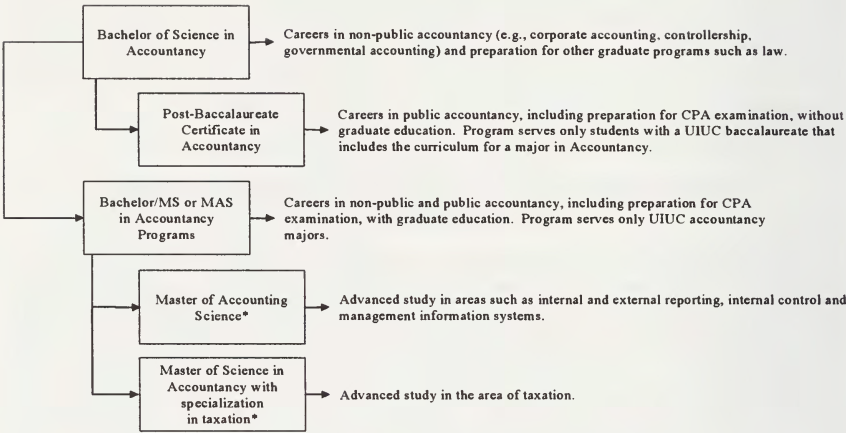 Bachelor of Science in
Accountancy
Careers in non-public accountancy (e.g., corporate accounting, controllership,
governmental accounting) and preparation for other graduate programs such as law.
Post-Baccalaureate
Certificate in
Accountancy
Careers in public accountancy, including preparation for CPA examination, without
graduate education. Program serves only students with a UIUC baccalaureate that
includes the curriculum for a major in Accountancy.
Bachelor/MS or MAS
in Accountancy
Programs
Careers in non-public and public accountancy, including preparation for CPA
examination, with graduate education. Program serves only UIUC accountancy
majors.
Master of Accounting
Science*
Advanced study in areas such as internal and external reporting, internal control and
management information systems.
Master of Science in
Accountancy with
specialization
in taxation*
Advanced study in the area of taxation.